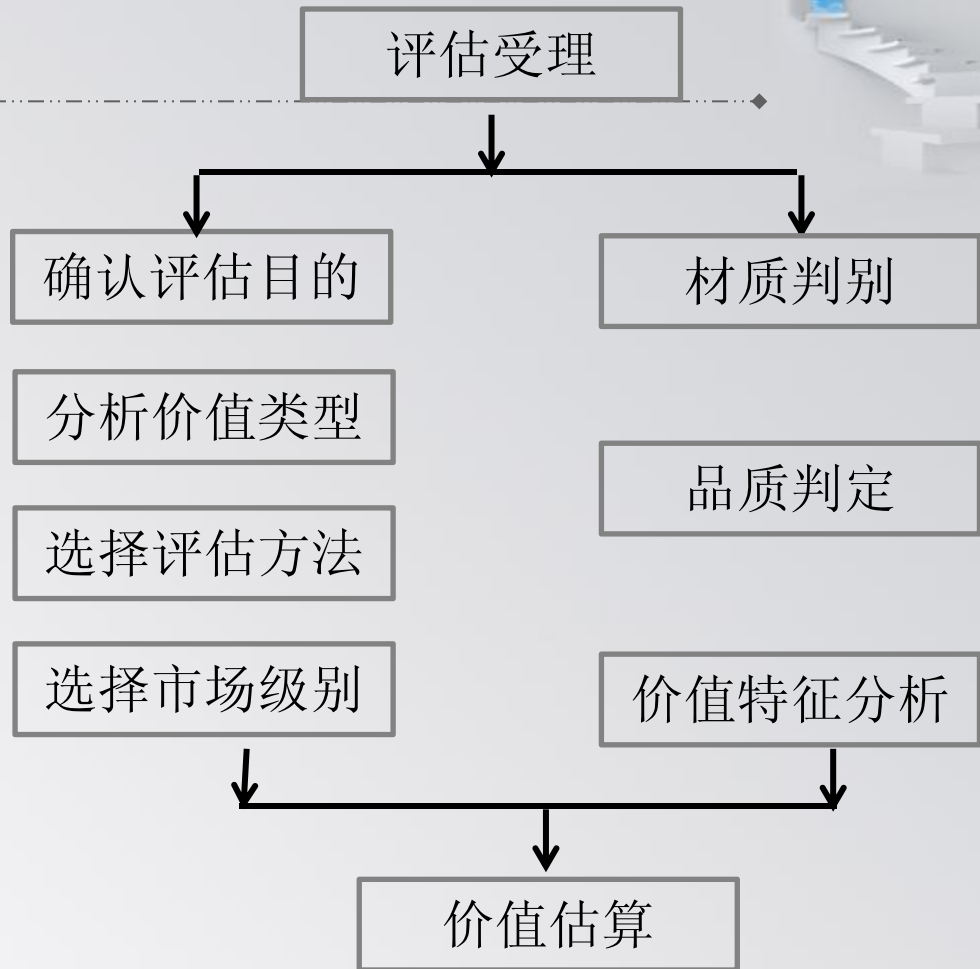 评估受理
确认评估目的
材质判别
分析价值类型
品质判定
选择评估方法
选择市场级别
价值特征分析
价值估算